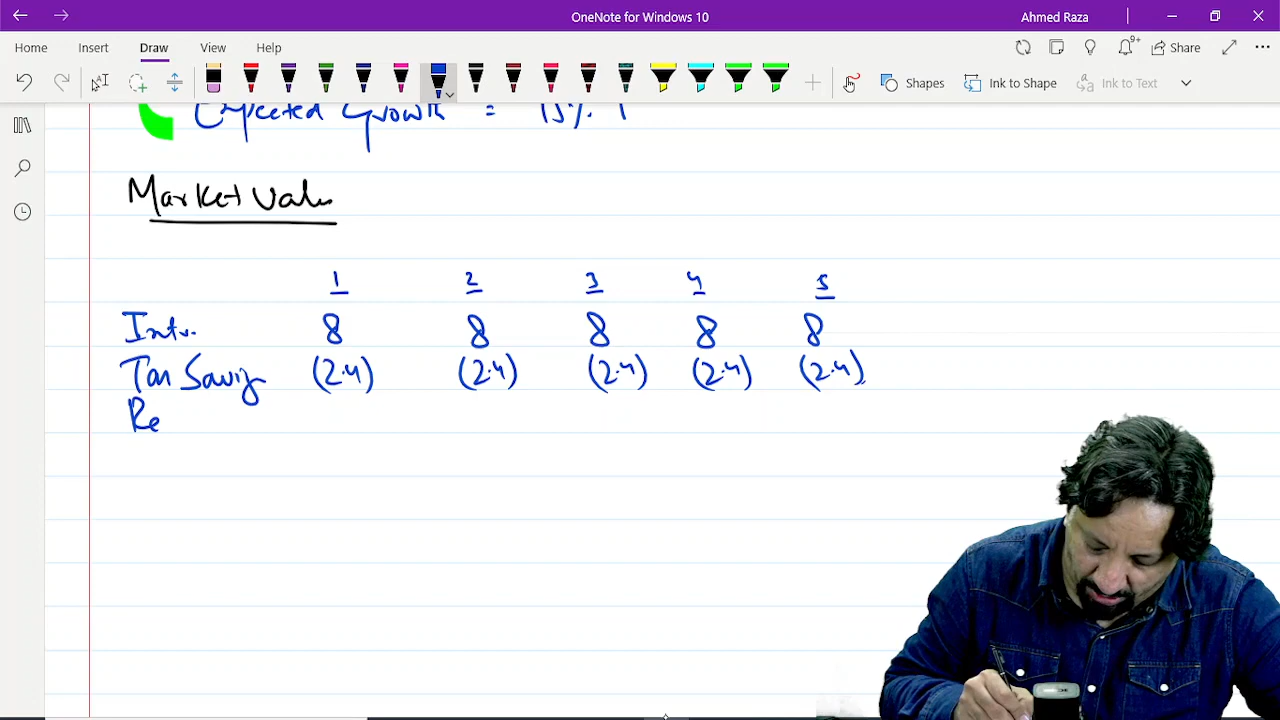 OneNote for Windows 10
Ahmed Raza
Home Insert Draw View Help
9+ Share
Shapes Ink to Shape Ink to Text
Expected Growth = 15%
Market Value
1 2 3 4 5
Intr. 8 8 8 8 8
Tax Saving (2.4) (2.4) (2.4) (2.4) (2.4)
Re